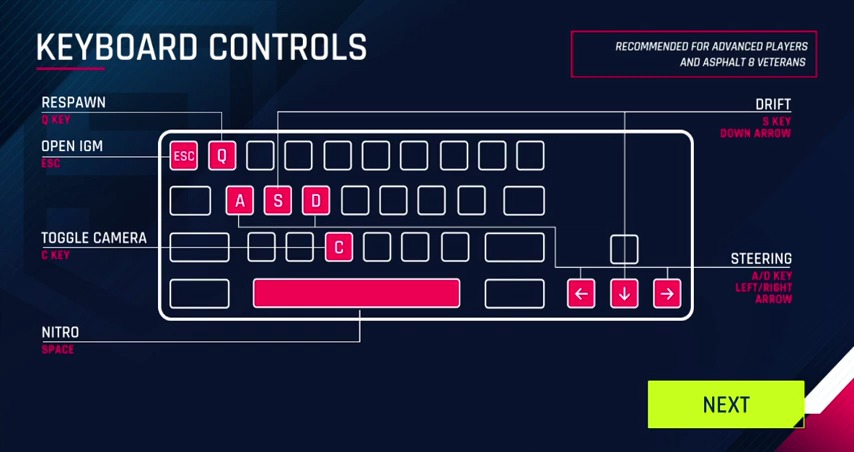 KEYBOARD CONTROLS
RECOMMENDED FOR ADVANCED PLAYERS
AND ASPHALT 8 VETERANS
RESPAWN
Q KEY
OPEN IGM
ESC
TOGGLE CAMERA
C KEY
NITRO
SPACE
ESC
Q
A
S
D
C
←
↓
→
DRIFT
S KEY
DOWN ARROW
STEERING
A/D KEY
LEFT/RIGHT
ARROW
NEXT